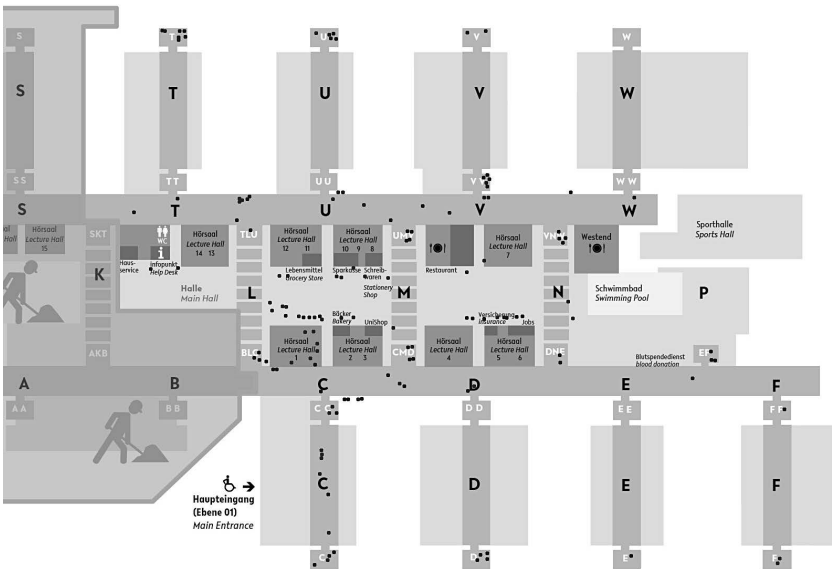 S
T
U
V
W
S
T
U
V
W
SS
TT
UU
VV
WW
S
T
U
V
W
Hörsaal
Lecture Hall
15
SKT
WC
Haus-
service
Infopunkt
Help Desk
Hörsaal
Lecture Hall
14 13
TLU
Hörsaal
Lecture Hall
12 11
Lebensmittel
Grocery Store
Hörsaal
Lecture Hall
10 9 8
Sparkasse
Schreib-
waren
Stationery
Shop
UMV
Restaurant
Hörsaal
Lecture Hall
7
VNW
Westend
Sporthalle
Sports Hall
K
Halle
Main Hall
L
M
N
Schwimmbad
Swimming Pool
P
Bäcker
Bakery
UniShop
Versicherung
Insurance
Jobs
AKB
BLC
Hörsaal
Lecture Hall
1
Hörsaal
Lecture Hall
2 3
CMD
Hörsaal
Lecture Hall
4
Hörsaal
Lecture Hall
5 6
DNE
Blutspendedienst
blood donation
EF
A
B
C
D
E
F
AA
BB
CC
DD
EE
FF
C
D
E
F
Haupteingang
(Ebene 01)
Main Entrance
C
D
E
F